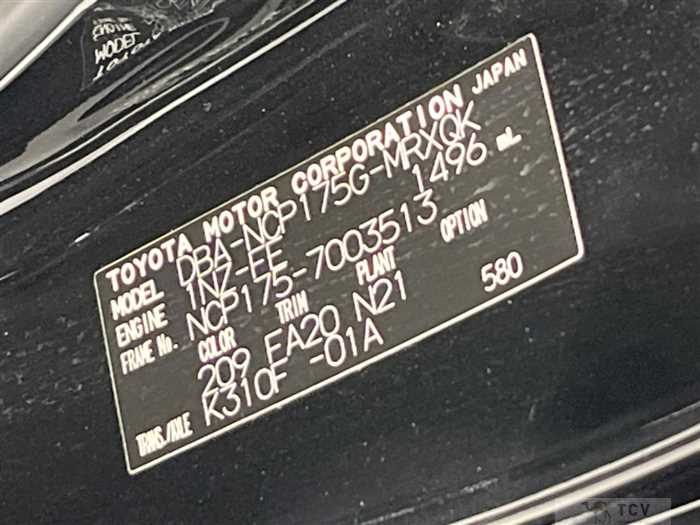 TOYOTA MOTOR CORPORATION JAPAN
MODEL DBA-NCP175G-MRXQK
ENGINE 1NZ-FE 1496 mL
FRAME No. NCP175-7003513
COLOR TRIM PLANT OPTION
209 FA20 N21 580
TRANS./AXLE K310F -01A
TCV